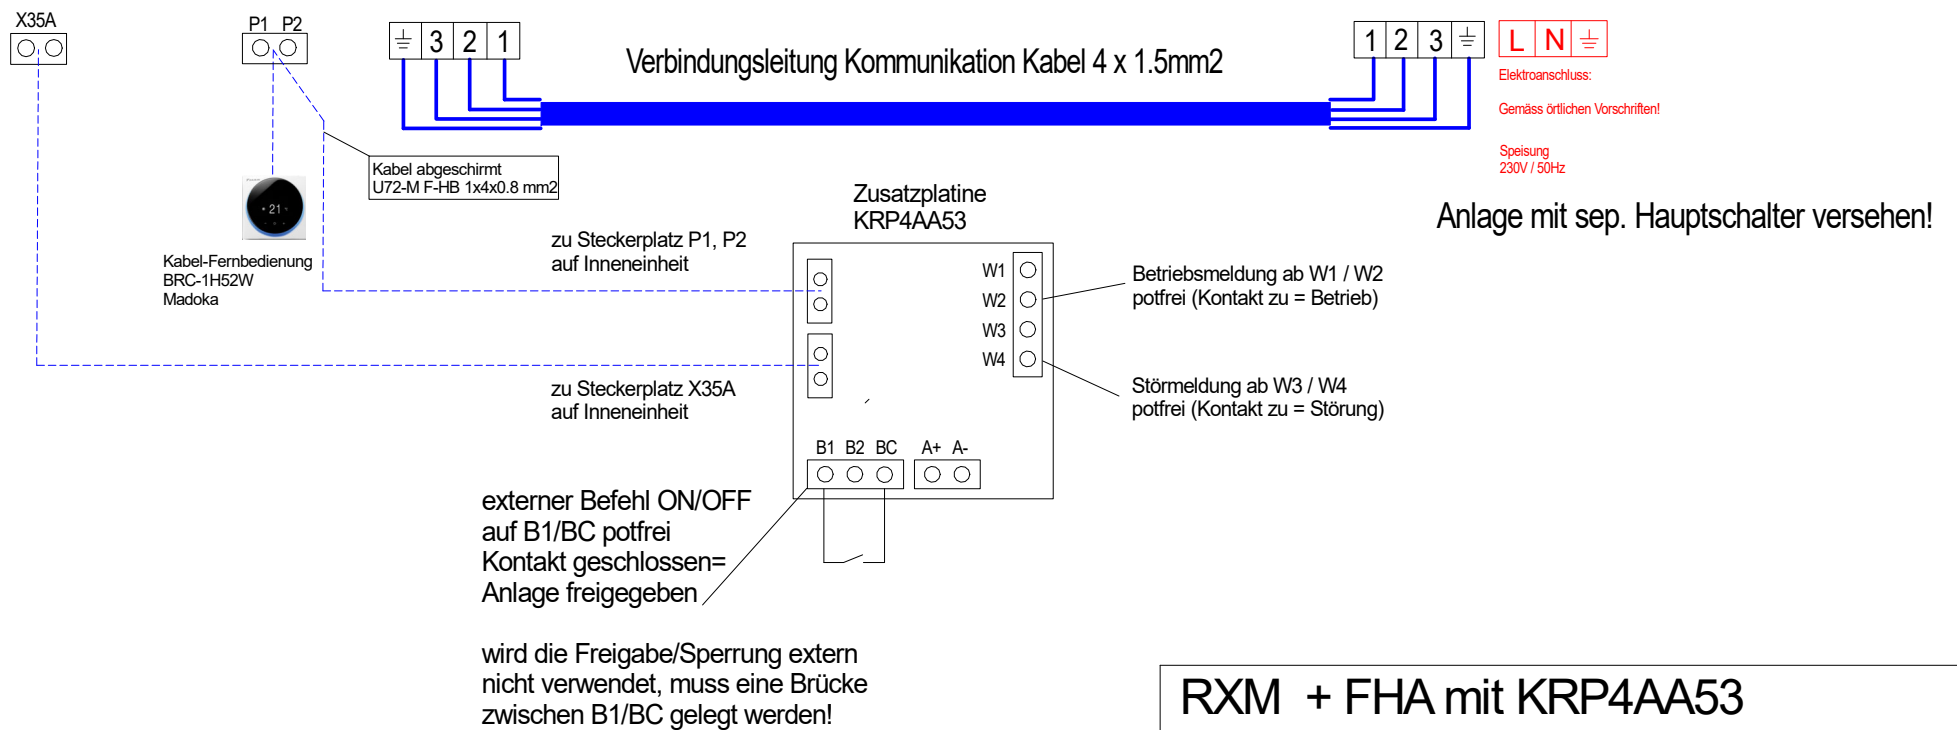 X35A
P1 P2
3 2 1
Verbindungsleitung Kommunikation Kabel 4 x 1.5mm2
1 2 3
L N
Elektroanschluss:
Gemäss örtlichen Vorschriften!
Speisung
230V / 50Hz
Anlage mit sep. Hauptschalter versehen!
Kabel abgeschirmt
U72-M F-HB 1x4x0.8 mm2
21
Kabel-Fernbedienung
BRC-1H52W
Madoka
Zusatzplatine
KRP4AA53
zu Steckerplatz P1, P2
auf Inneneinheit
zu Steckerplatz X35A
auf Inneneinheit
W1
W2
W3
W4
Betriebsmeldung ab W1 / W2
potfrei (Kontakt zu = Betrieb)
Störmeldung ab W3 / W4
potfrei (Kontakt zu = Störung)
B1 B2 BC A+ A-
externer Befehl ON/OFF
auf B1/BC potfrei
Kontakt geschlossen=
Anlage freigegeben
wird die Freigabe/Sperrung extern
nicht verwendet, muss eine Brücke
zwischen B1/BC gelegt werden!
RXM + FHA mit KRP4AA53